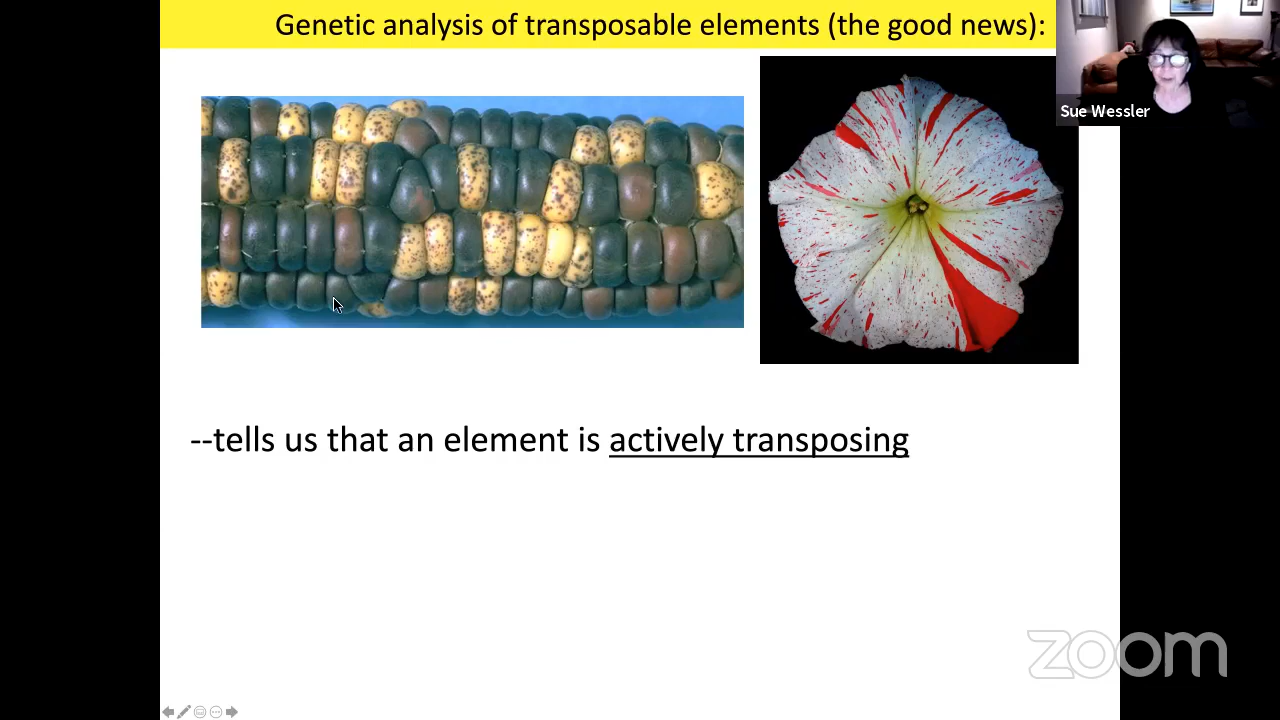 Genetic analysis of transposable elements (the good news):
Sue Wessler
--tells us that an element is actively transposing
zoom